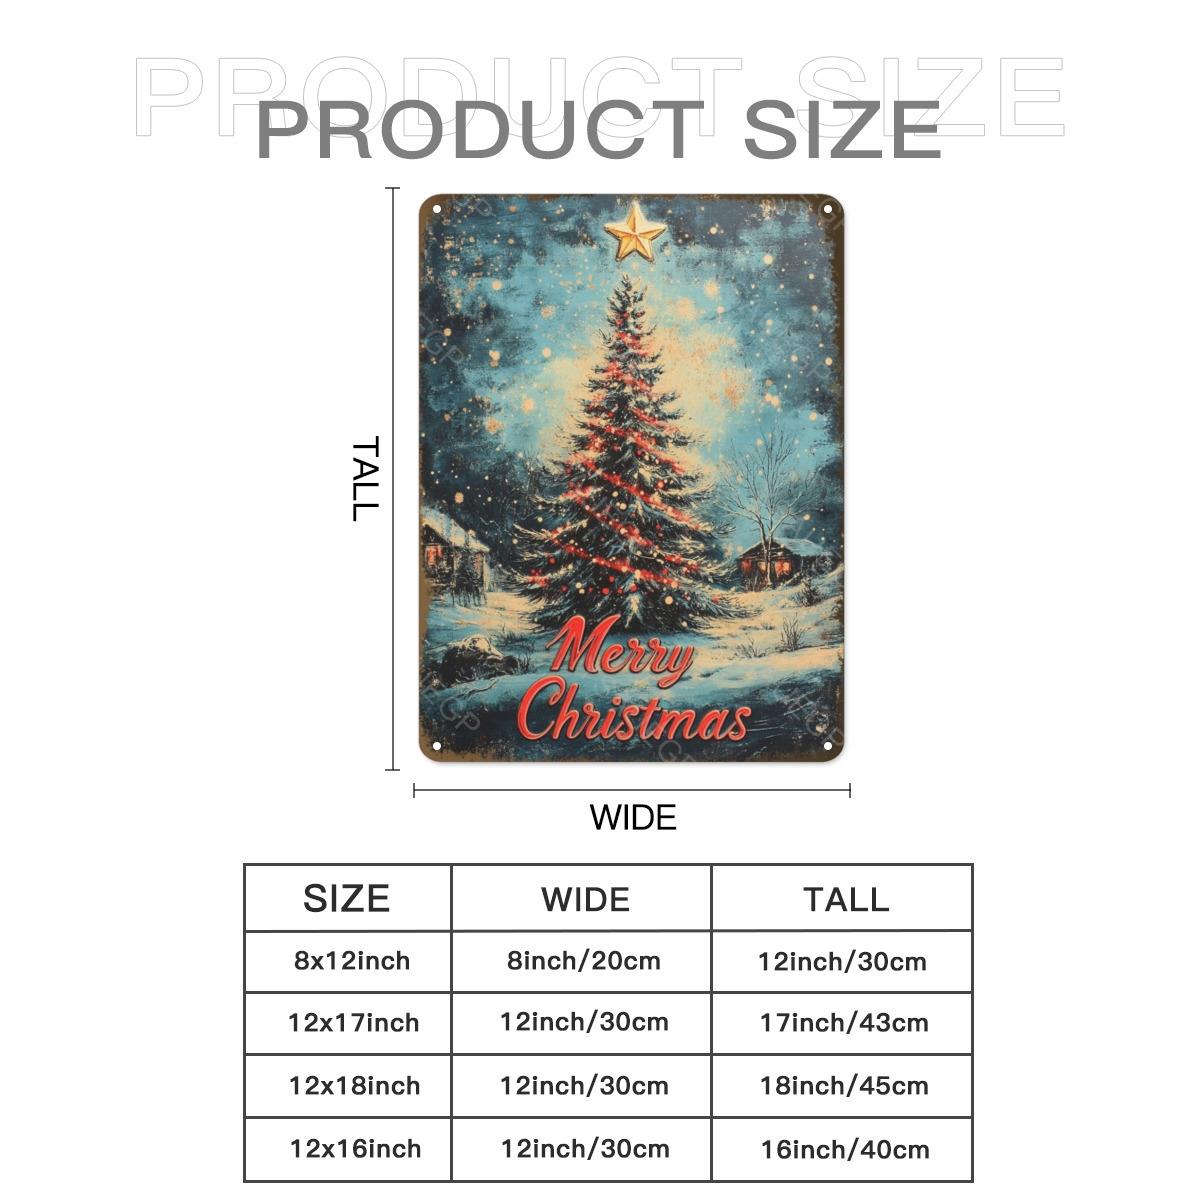 PRODUCT SIZE
PRODUCT SIZE
TALL
Merry
Christmas
WIDE
SIZE WIDE TALL
8x12inch 8inch/20cm 12inch/30cm
12x17inch 12inch/30cm 17inch/43cm
12x18inch 12inch/30cm 18inch/45cm
12x16inch 12inch/30cm 16inch/40cm